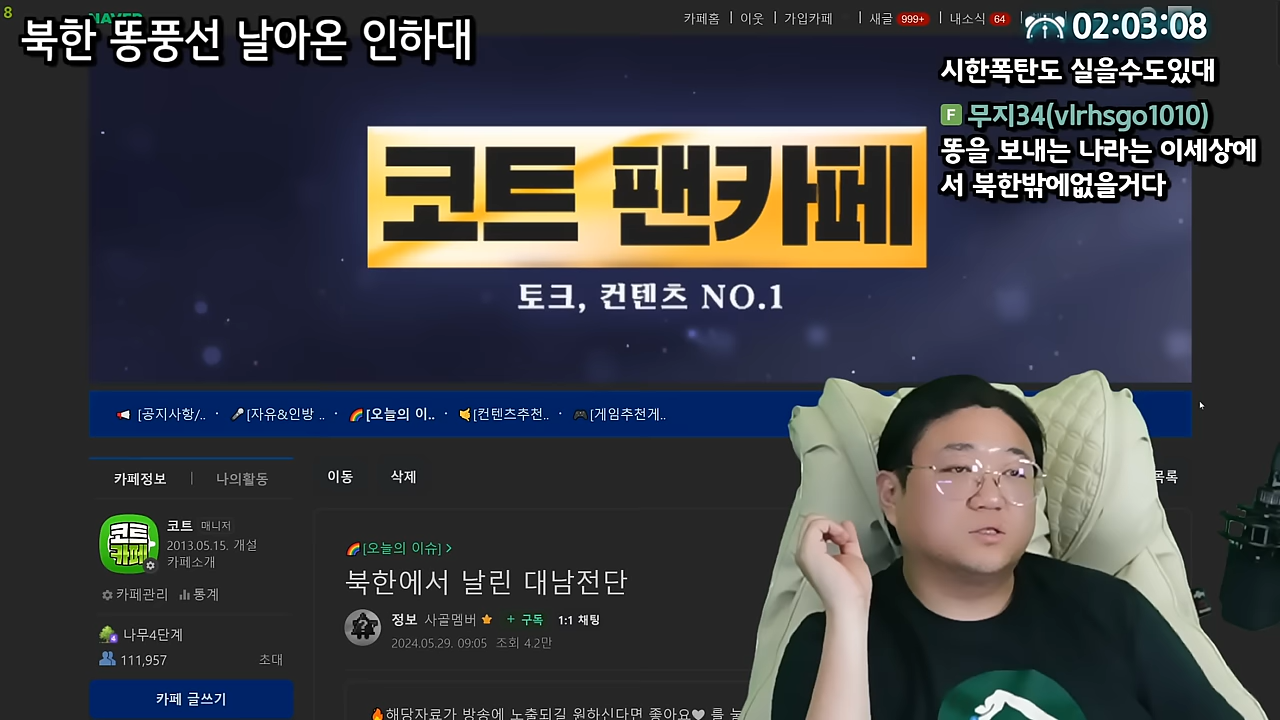 8
NAVER
카페홈 이웃 가입카페 새글 999+ 내소식 64
북한 똥풍선 날아온 인하대
02:03:08
시한폭탄도 실을수도있대
F 무지34(vlrhsgo1010)
똥을 보내는 나라는 이세상에
서 북한밖에없을거다
코트 팬카페
토크, 컨텐츠 NO.1
[공지사항/.. · [자유&인방 .. · [오늘의 이.. · [컨텐츠추천.. · [게임추천게..
카페정보 나의활동
이동 삭제
목록
코트카페
코트 매니저
2013.05.15. 개설
카페소개
카페관리 통계
나무4단계
111,957 초대
카페 글쓰기
[오늘의 이슈] >
북한에서 날린 대남전단
정보 사골멤버 + 구독 1:1 채팅
2024.05.29. 09:05 조회 4.2만
해당자료가 방송에 노출되길 원하신다면 좋아요 를